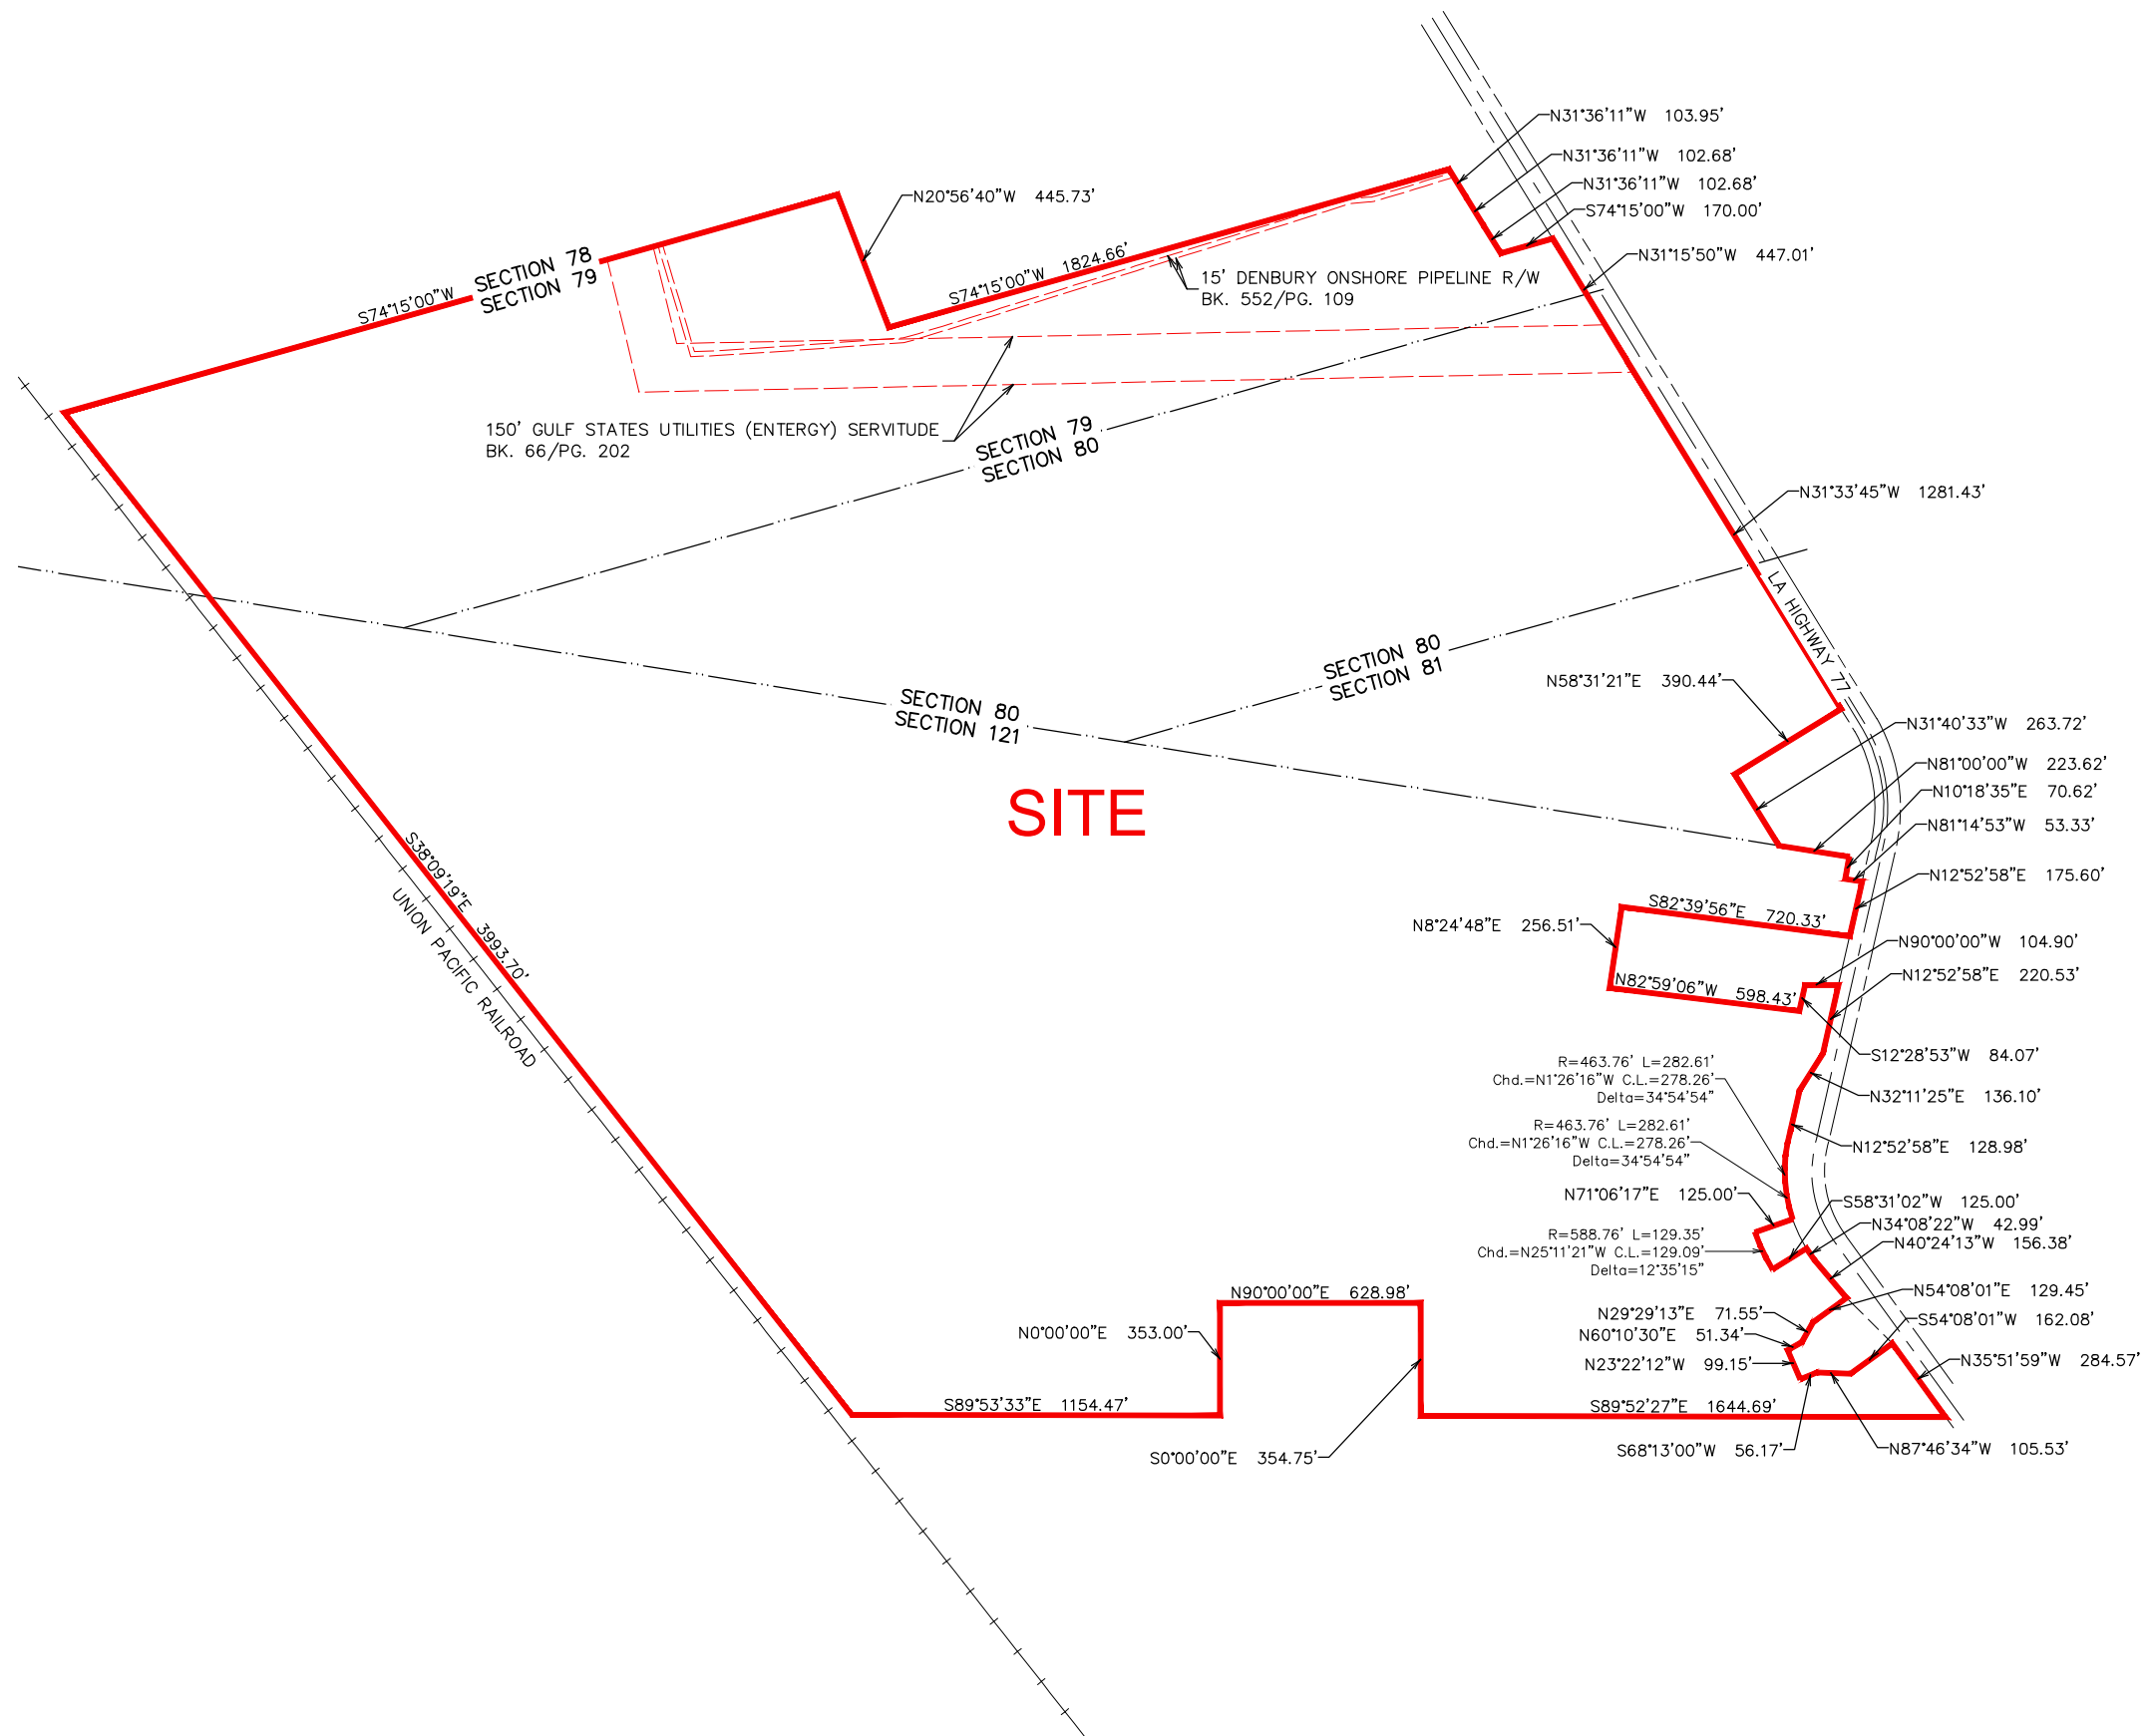 N31°36'11"W 103.95'
N31°36'11"W 102.68'
N31°36'11"W 102.68'
S74°15'00"W 170.00'
N20°56'40"W 445.73'
N31°15'50"W 447.01'
SECTION 78
SECTION 79
S74°15'00"W
S74°15'00"W 1824.66'
15' DENBURY ONSHORE PIPELINE R/W
BK. 552/PG. 109
150' GULF STATES UTILITIES (ENTERGY) SERVITUDE
BK. 66/PG. 202
SECTION 79
SECTION 80
N31°33'45"W 1281.43'
LA HIGHWAY 77
SECTION 80
SECTION 81
N58°31'21"E 390.44'
SECTION 80
SECTION 121
N31°40'33"W 263.72'
N81°00'00"W 223.62'
N10°18'35"E 70.62'
SITE
N81°14'53"W 53.33'
N12°52'58"E 175.60'
S82°39'56"E 720.33'
N8°24'48"E 256.51'
N90°00'00"W 104.90'
N12°52'58"E 220.53'
N82°59'06"W 598.43'
S38°09'19"E 3993.70'
UNION PACIFIC RAILROAD
S12°28'53"W 84.07'
R=463.76' L=282.61'
Chd.=N1°26'16"W C.L.=278.26'
Delta=34°54'54"
N32°11'25"E 136.10'
R=463.76' L=282.61'
Chd.=N1°26'16"W C.L.=278.26'
Delta=34°54'54"
N12°52'58"E 128.98'
N71°06'17"E 125.00'
S58°31'02"W 125.00'
N34°08'22"W 42.99'
N40°24'13"W 156.38'
R=588.76' L=129.35'
Chd.=N25°11'21"W C.L.=129.09'
Delta=12°35'15"
N90°00'00"E 628.98'
N54°08'01"E 129.45'
N29°29'13"E 71.55'
S54°08'01"W 162.08'
N0°00'00"E 353.00'
N60°10'30"E 51.34'
N23°22'12"W 99.15'
N35°51'59"W 284.57'
S89°53'33"E 1154.47'
S89°52'27"E 1644.69'
S0°00'00"E 354.75'
S68°13'00"W 56.17'
N87°46'34"W 105.53'